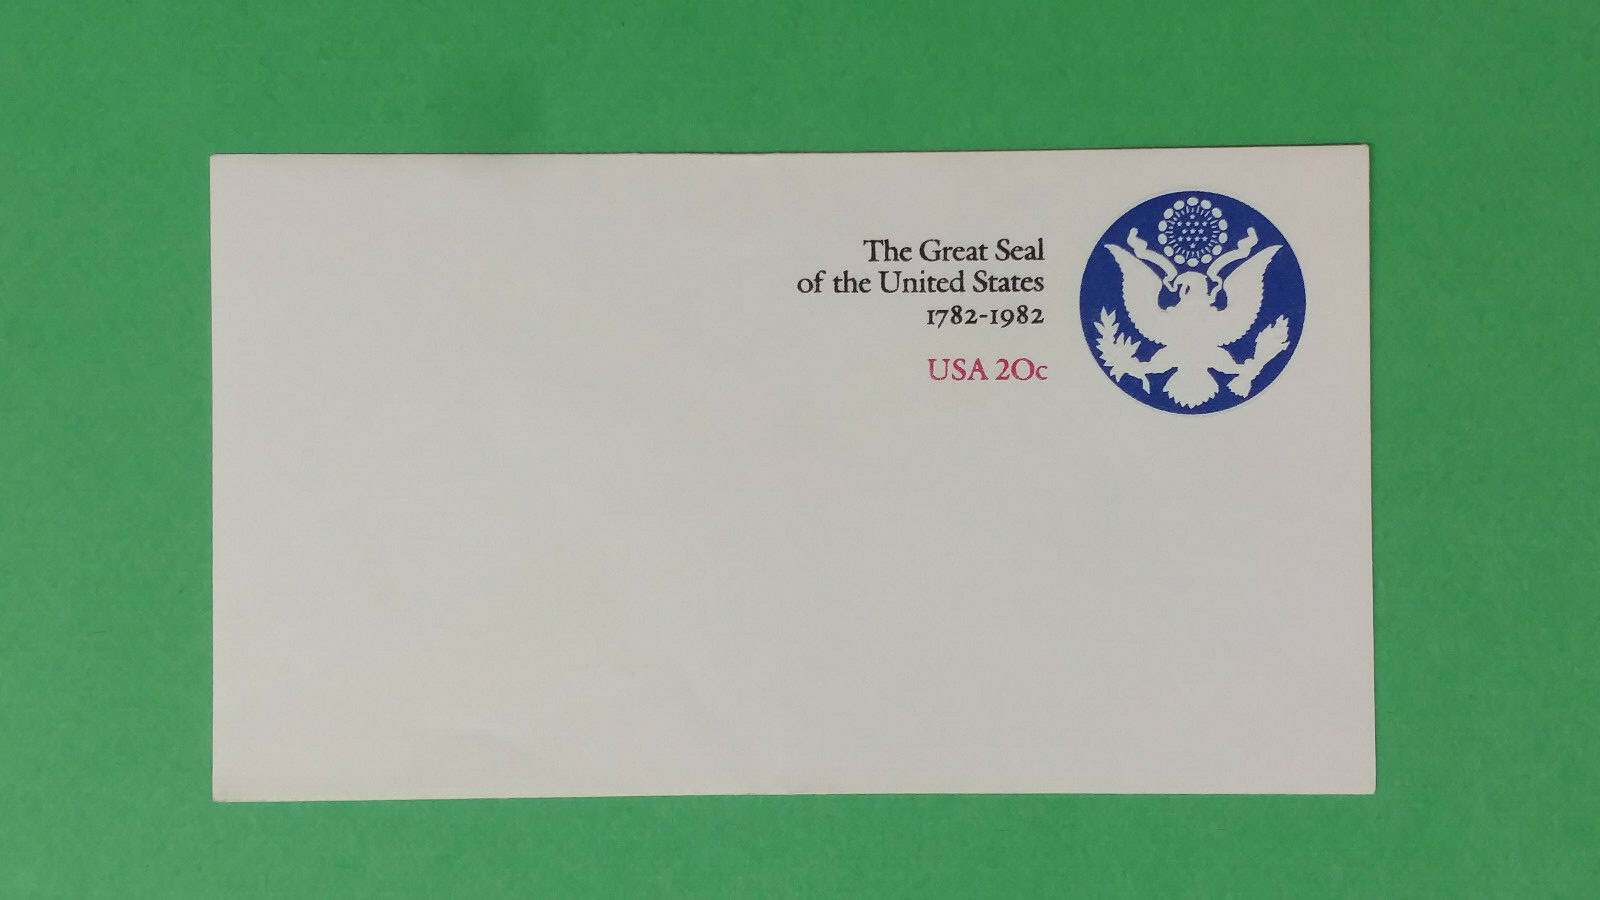 The Great Seal
of the United States
1782-1982
USA 20c